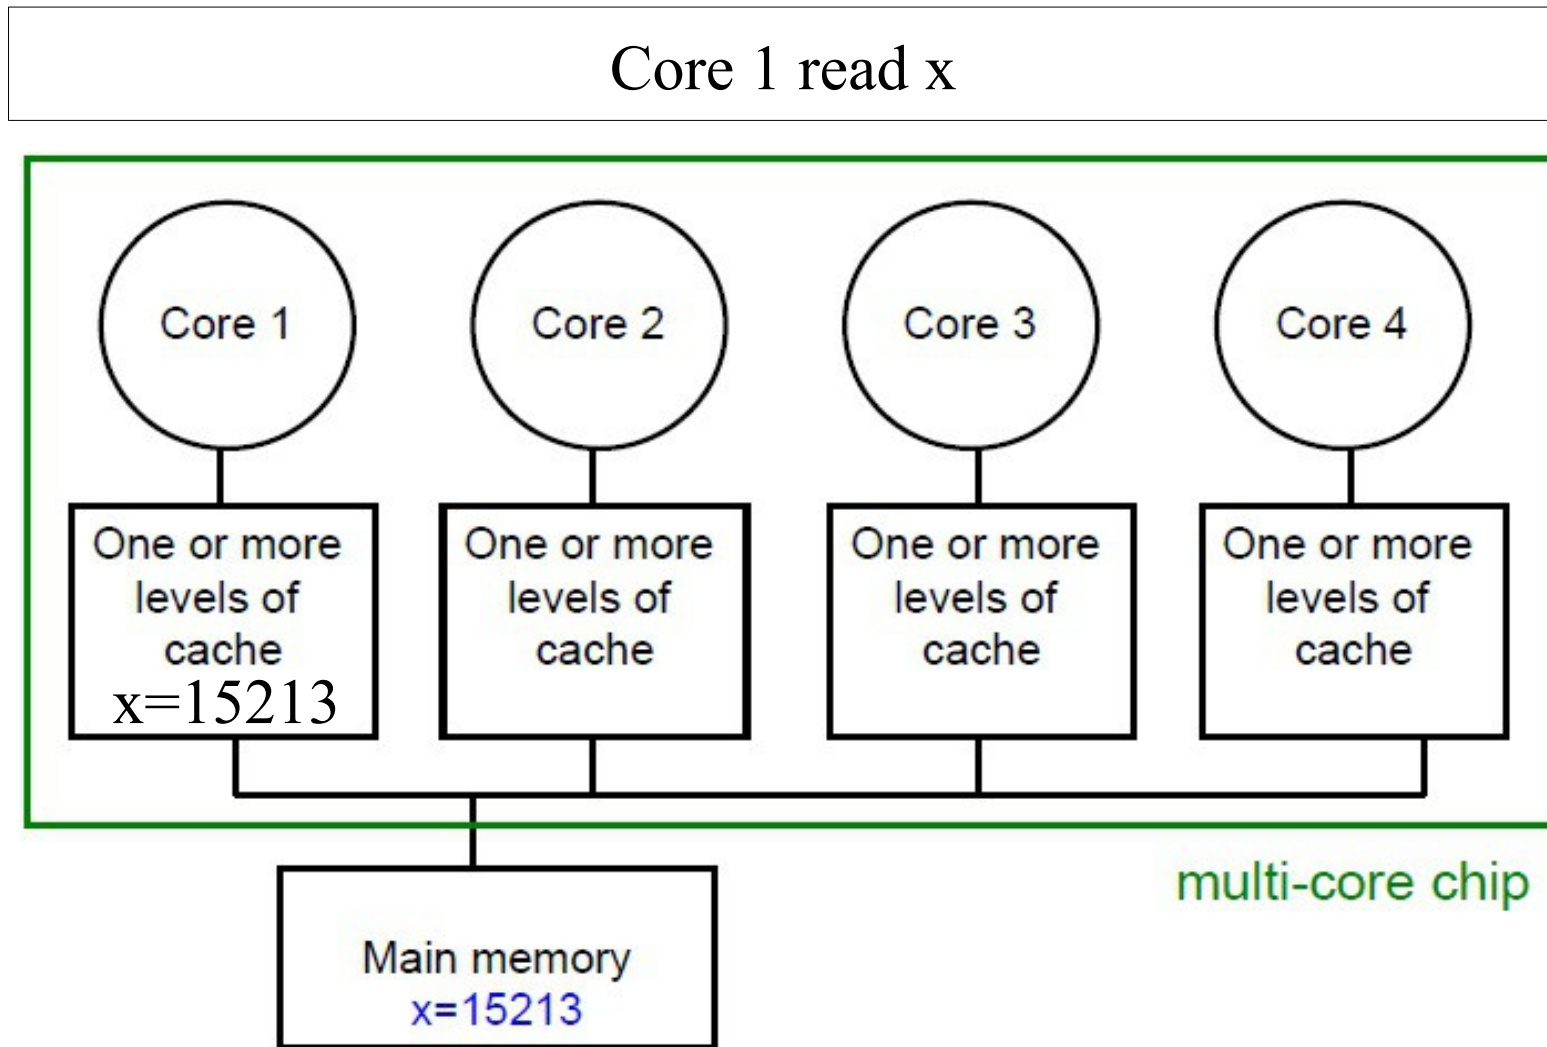 Core 1 read x
Core 1
Core 2
Core 3
Core 4
One or more
levels of
cache
x=15213
One or more
levels of
cache
One or more
levels of
cache
One or more
levels of
cache
multi-core chip
Main memory
x=15213